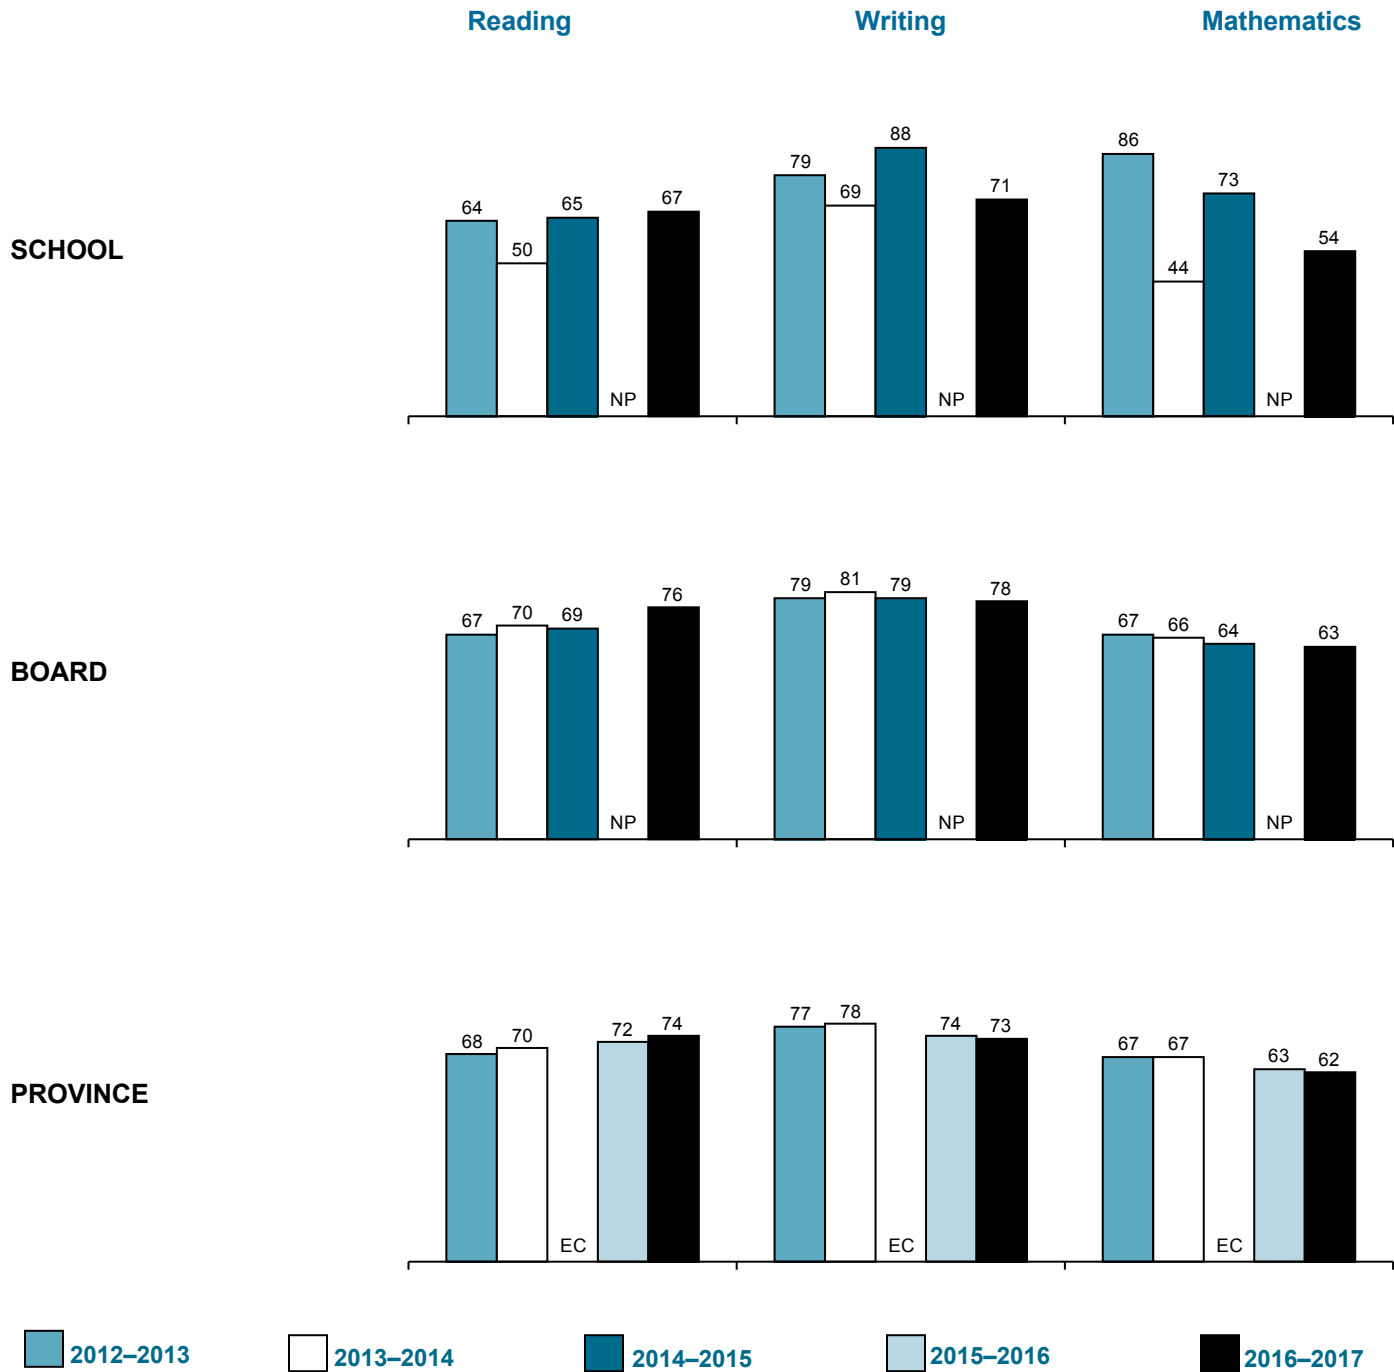 Reading Writing Mathematics
SCHOOL
64 50 65 NP 67
79 69 88 NP 71
86 44 73 NP 54
BOARD
67 70 69 NP 76
79 81 79 NP 78
67 66 64 NP 63
PROVINCE
68 70 EC 72 74
77 78 EC 74 73
67 67 EC 63 62
2012–2013 2013–2014 2014–2015 2015–2016 2016–2017